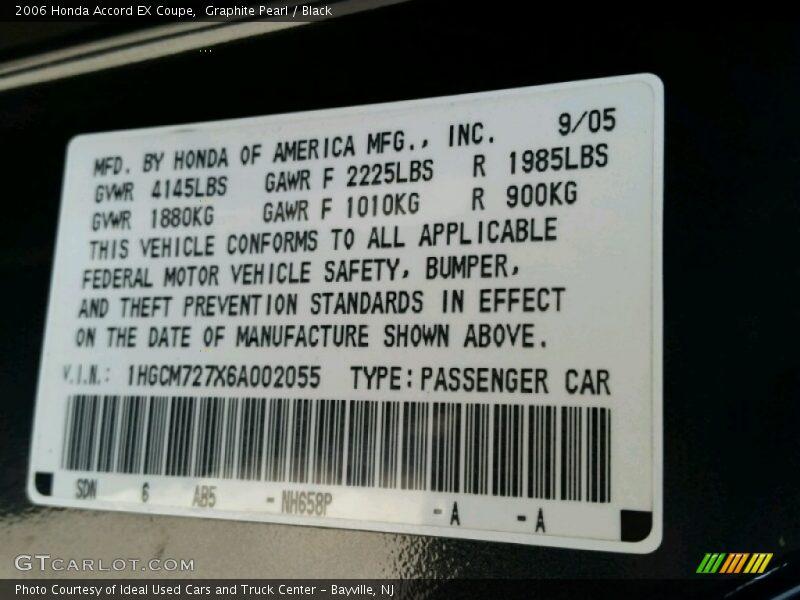 2006 Honda Accord EX Coupe, Graphite Pearl / Black
MFD. BY HONDA OF AMERICA MFG., INC. 9/05
GVWR 4145LBS GAWR F 2225LBS R 1985LBS
GVWR 1880KG GAWR F 1010KG R 900KG
THIS VEHICLE CONFORMS TO ALL APPLICABLE
FEDERAL MOTOR VEHICLE SAFETY, BUMPER,
AND THEFT PREVENTION STANDARDS IN EFFECT
ON THE DATE OF MANUFACTURE SHOWN ABOVE.
V.I.N.: 1HGCM727X6A002055 TYPE: PASSENGER CAR
SDN 6 AB5 - NH658P - A - A
GTCARLOT.COM
Photo Courtesy of Ideal Used Cars and Truck Center – Bayville, NJ